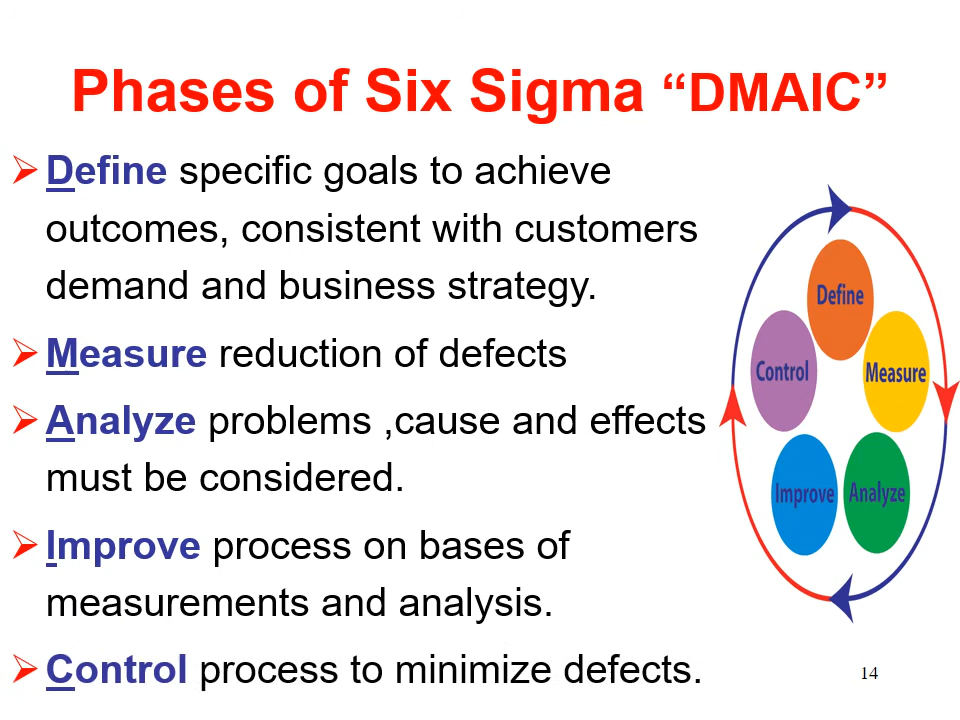 Phases of Six Sigma “DMAIC”
Define specific goals to achieve
outcomes, consistent with customers
demand and business strategy.
Measure reduction of defects
Analyze problems ,cause and effects
must be considered.
Improve process on bases of
measurements and analysis.
Control process to minimize defects.
Define
Control
Measure
Improve
Analyze
14